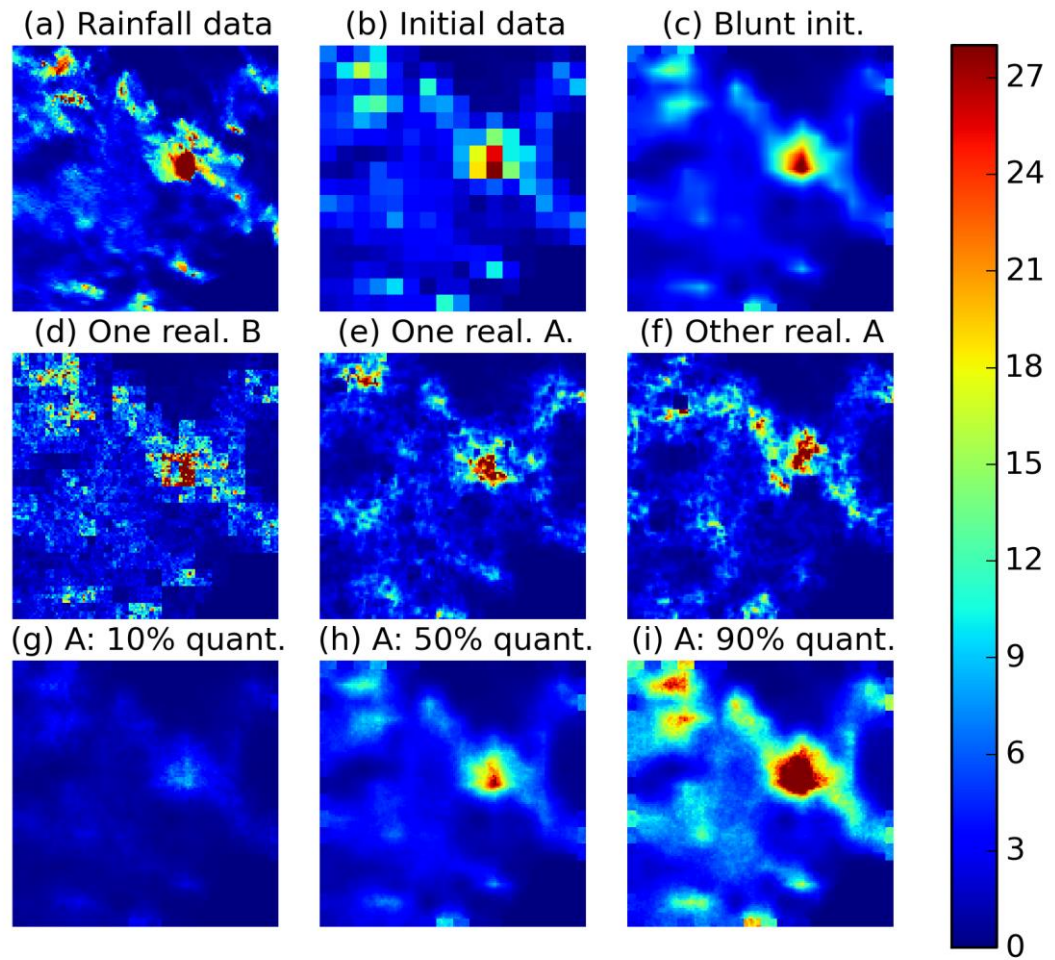 (a) Rainfall data
(b) Initial data
(c) Blunt init.
(d) One real. B
(e) One real. A.
(f) Other real. A
(g) A: 10% quant.
(h) A: 50% quant.
(i) A: 90% quant.
27
24
21
18
15
12
9
6
3
0